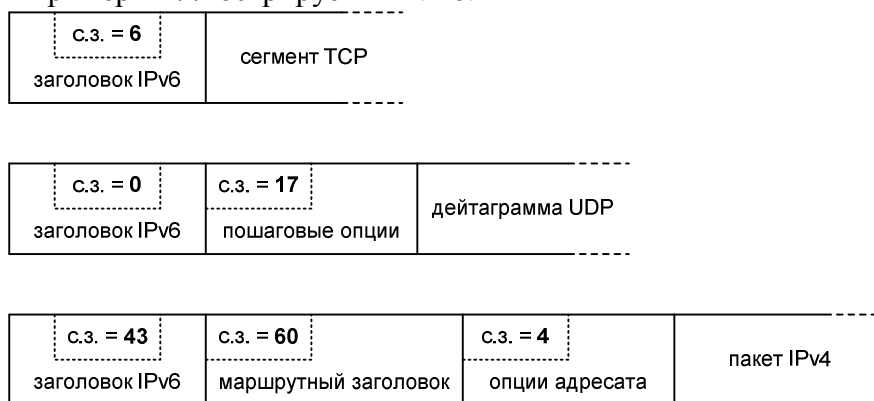 с.з. = 6
заголовок IPv6
сегмент TCP
с.з. = 0
с.з. = 17
заголовок IPv6
пошаговые опции
дейтаграмма UDP
с.з. = 43
с.з. = 60
с.з. = 4
заголовок IPv6
маршрутный заголовок
опции адресата
пакет IPv4